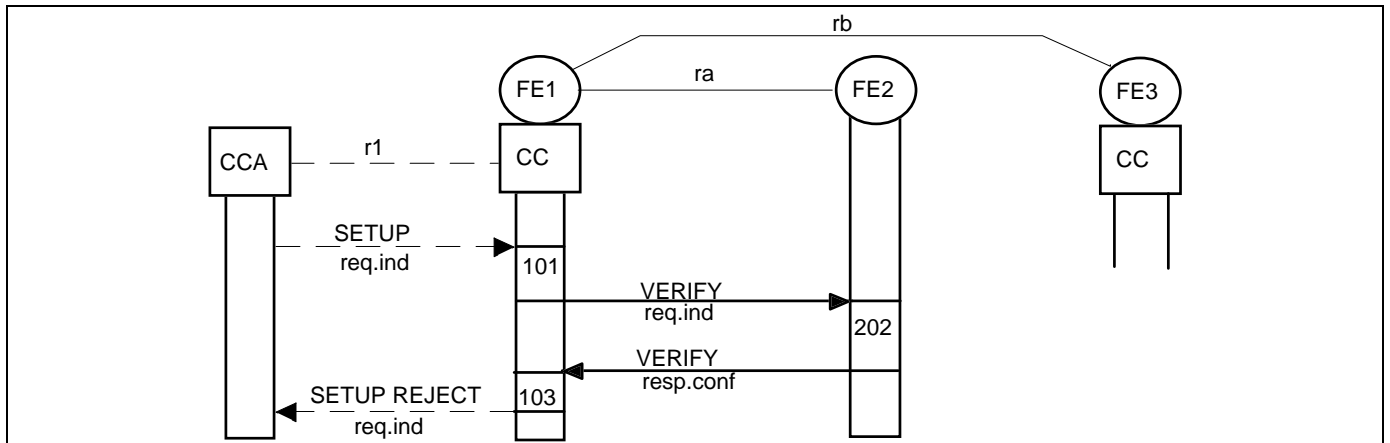 rb
ra
FE1
FE2
FE3
CCA
r1
CC
CC
SETUP
req.ind
101
VERIFY
req.ind
202
VERIFY
resp.conf
SETUP REJECT
103
req.ind